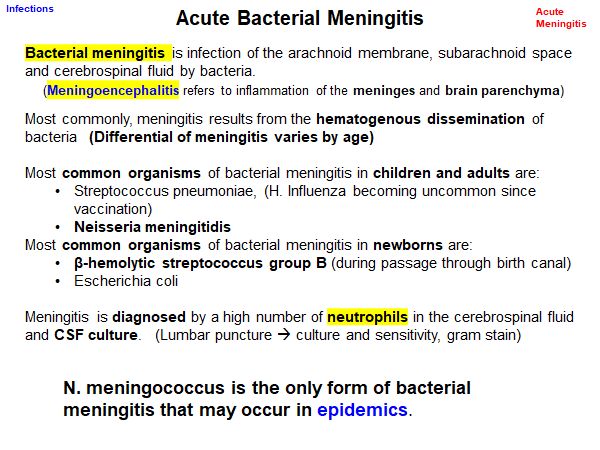 Infections
Acute Bacterial Meningitis
Acute
Meningitis
Bacterial meningitis is infection of the arachnoid membrane, subarachnoid space
and cerebrospinal fluid by bacteria.
(Meningoencephalitis refers to inflammation of the meninges and brain parenchyma)
Most commonly, meningitis results from the hematogenous dissemination of
bacteria (Differential of meningitis varies by age)
Most common organisms of bacterial meningitis in children and adults are:
• Streptococcus pneumoniae, (H. Influenza becoming uncommon since
vaccination)
• Neisseria meningitidis
Most common organisms of bacterial meningitis in newborns are:
• β-hemolytic streptococcus group B (during passage through birth canal)
• Escherichia coli
Meningitis is diagnosed by a high number of neutrophils in the cerebrospinal fluid
and CSF culture. (Lumbar puncture → culture and sensitivity, gram stain)
N. meningococcus is the only form of bacterial
meningitis that may occur in epidemics.